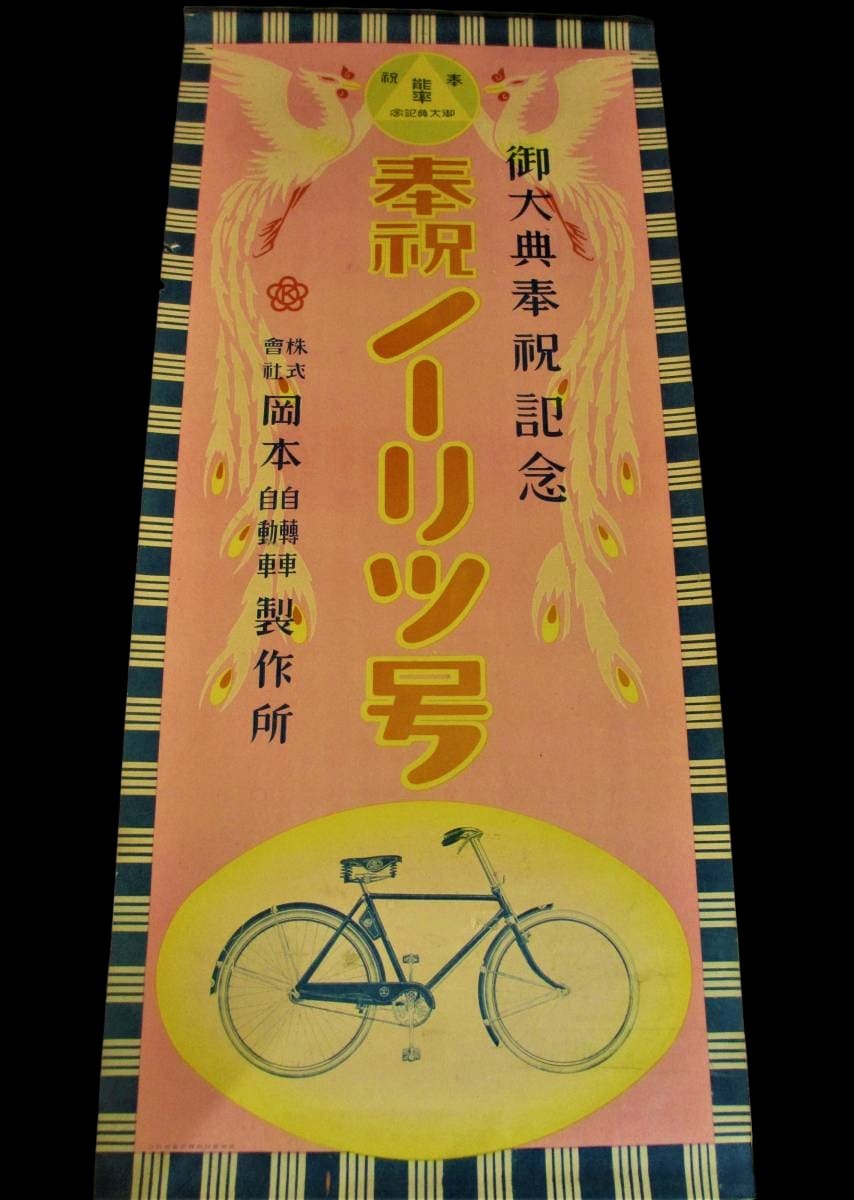 奉祝
能率
御大典記念
御大典奉祝記念
奉祝ノーリツ号
K
株式會社岡本自轉車自動車製作所